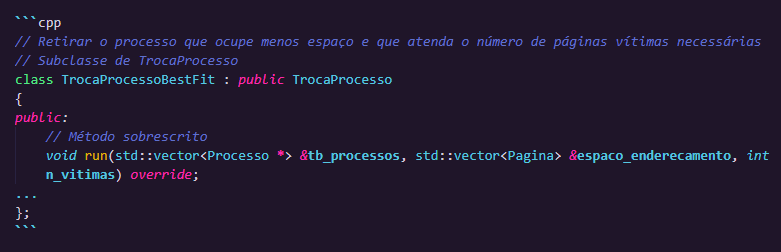 ```cpp
// Retirar o processo que ocupe menos espaço e que atenda o número de páginas vítimas necessárias
// Subclasse de TrocaProcesso
class TrocaProcessoBestFit : public TrocaProcesso
{
public:
    // Método sobrescrito
    void run(std::vector<Processo *> &tb_processos, std::vector<Pagina> &espaco_enderecamento, int
    n_vitimas) override;
...
};
```